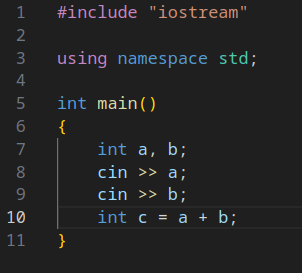 1 #include "iostream"
2
3 using namespace std;
4
5 int main()
6 {
7     int a, b;
8     cin >> a;
9     cin >> b;
10     int c = a + b;
11 }